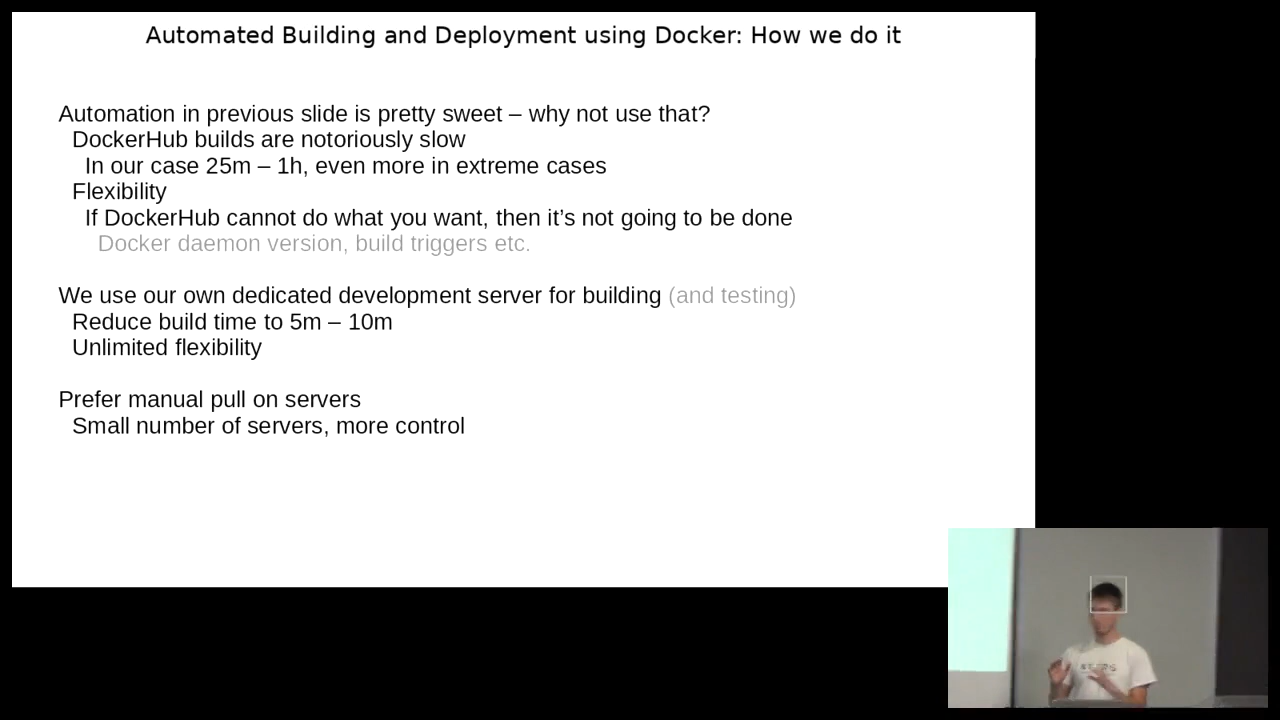 Automated Building and Deployment using Docker: How we do it
Automation in previous slide is pretty sweet – why not use that?
DockerHub builds are notoriously slow
In our case 25m – 1h, even more in extreme cases
Flexibility
If DockerHub cannot do what you want, then it’s not going to be done
Docker daemon version, build triggers etc.
We use our own dedicated development server for building (and testing)
Reduce build time to 5m – 10m
Unlimited flexibility
Prefer manual pull on servers
Small number of servers, more control